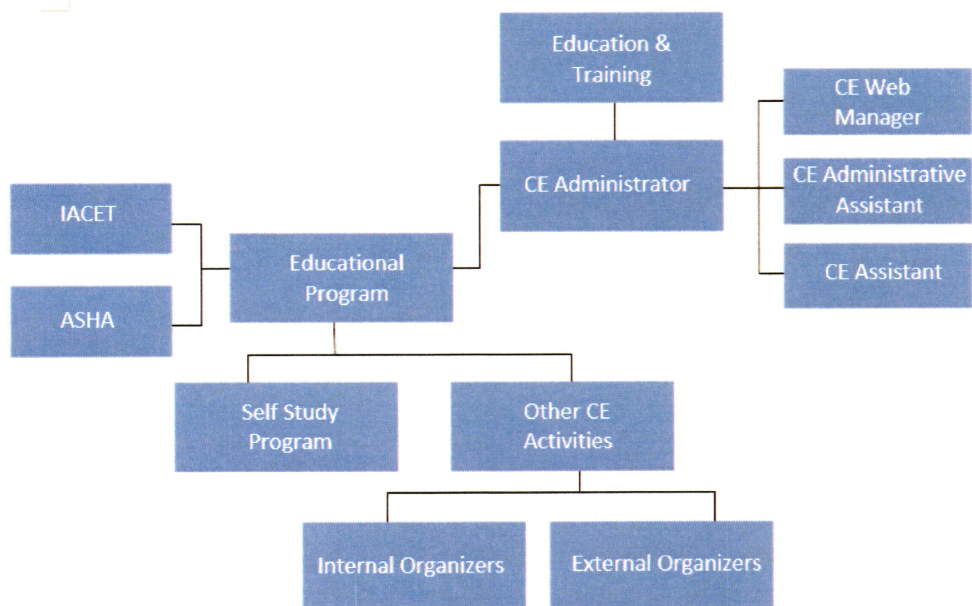 Education &
Training
CE Web
Manager
CE Administrator
CE Administrative
Assistant
IACET
Educational
Program
CE Assistant
ASHA
Self Study
Program
Other CE
Activities
Internal Organizers
External Organizers